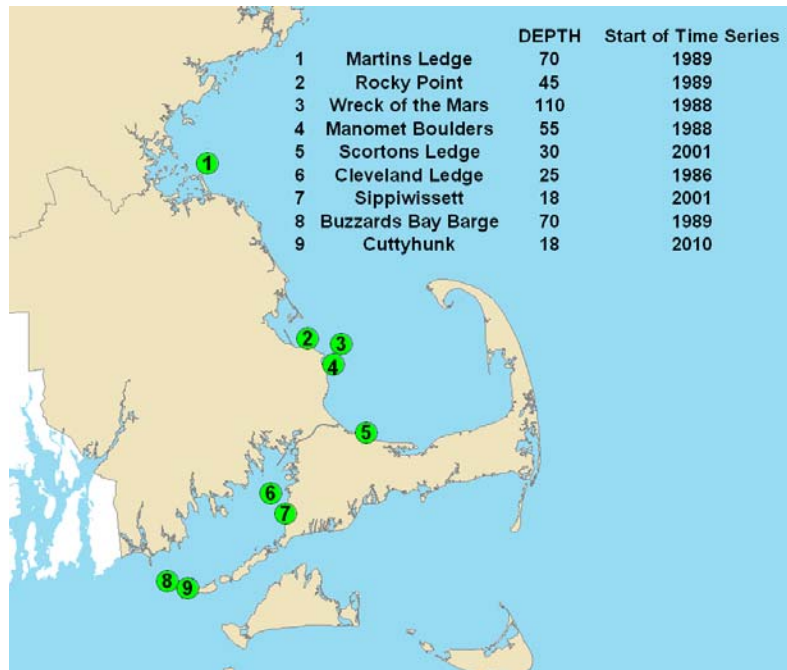 DEPTH Start of Time Series
1 Martins Ledge 70 1989
2 Rocky Point 45 1989
3 Wreck of the Mars 110 1988
4 Manomet Boulders 55 1988
5 Scortons Ledge 30 2001
6 Cleveland Ledge 25 1986
7 Sippiwissett 18 2001
8 Buzzards Bay Barge 70 1989
9 Cuttyhunk 18 2010
1
2
3
4
5
6
7
8
9